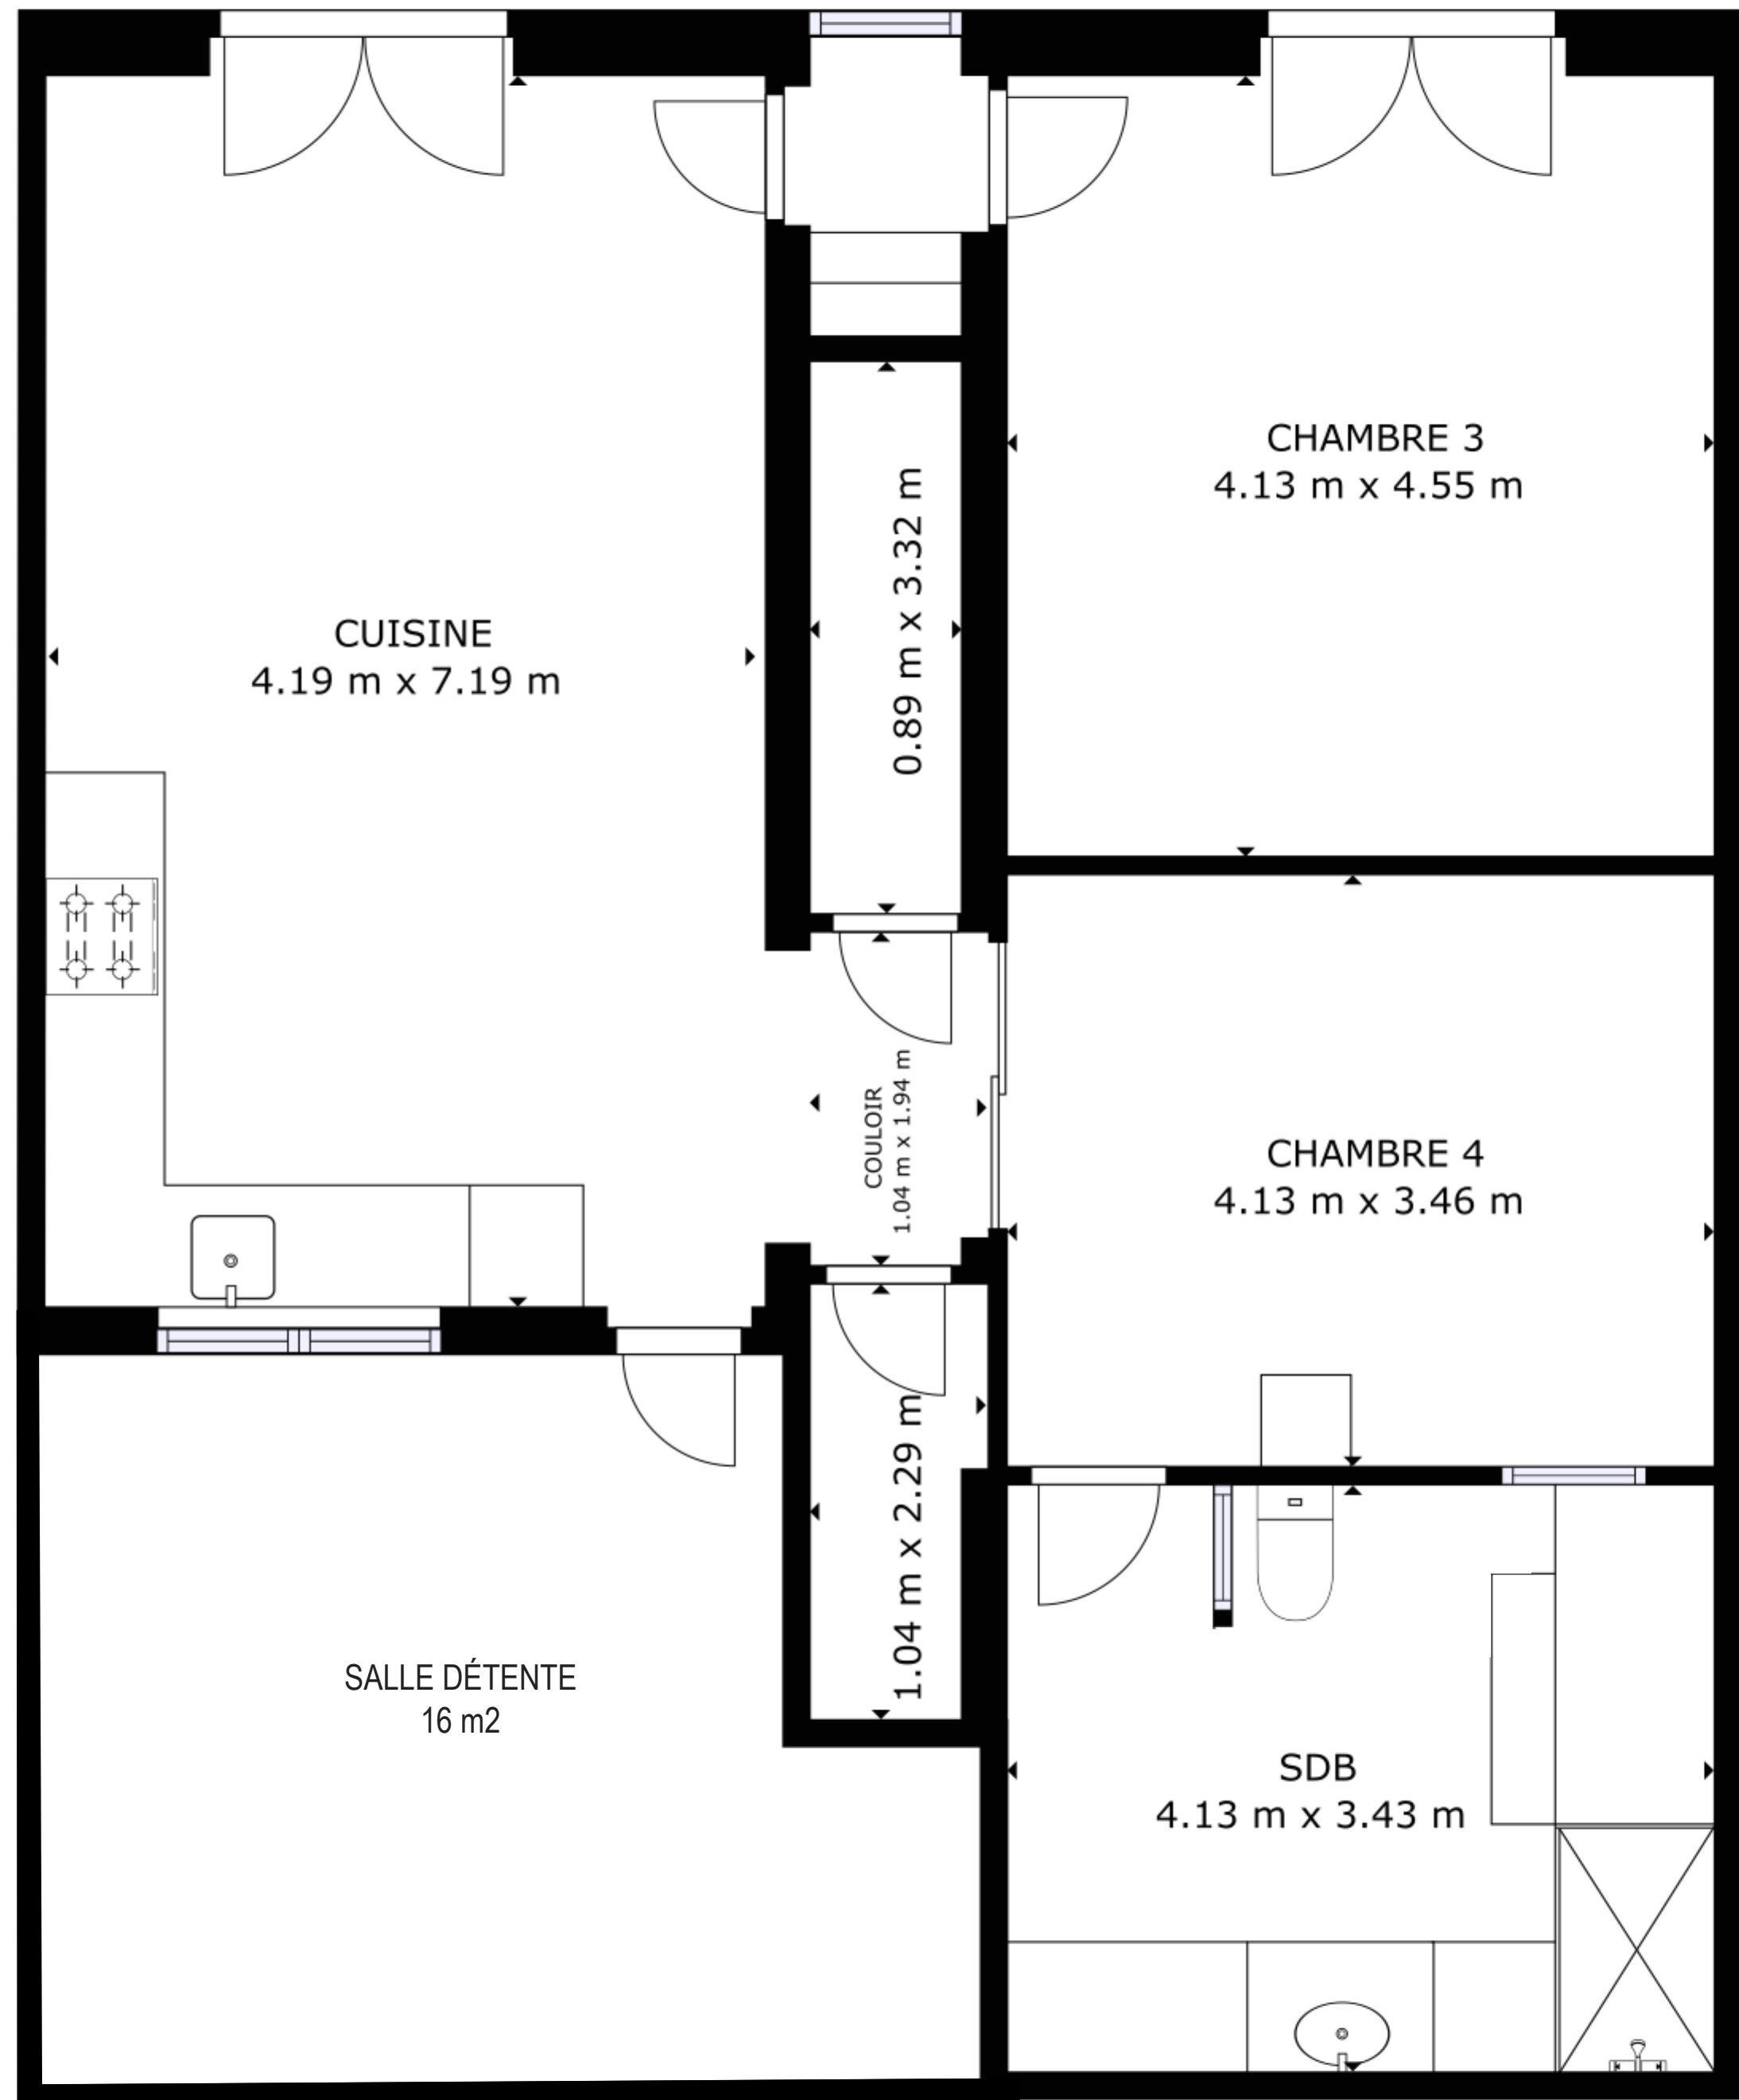 CHAMBRE 3
4.13 m x 4.55 m
0.89 m x 3.32 m
CUISINE
4.19 m x 7.19 m
COULOIR
1.04 m x 1.94 m
CHAMBRE 4
4.13 m x 3.46 m
1.04 m x 2.29 m
SALLE DÉTENTE
16 m2
SDB
4.13 m x 3.43 m